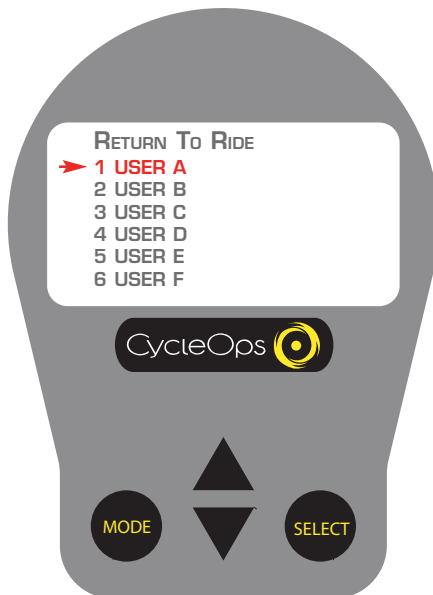 Return To Ride
1 USER A
2 USER B
3 USER C
4 USER D
5 USER E
6 USER F
CycleOps
MODE
SELECT